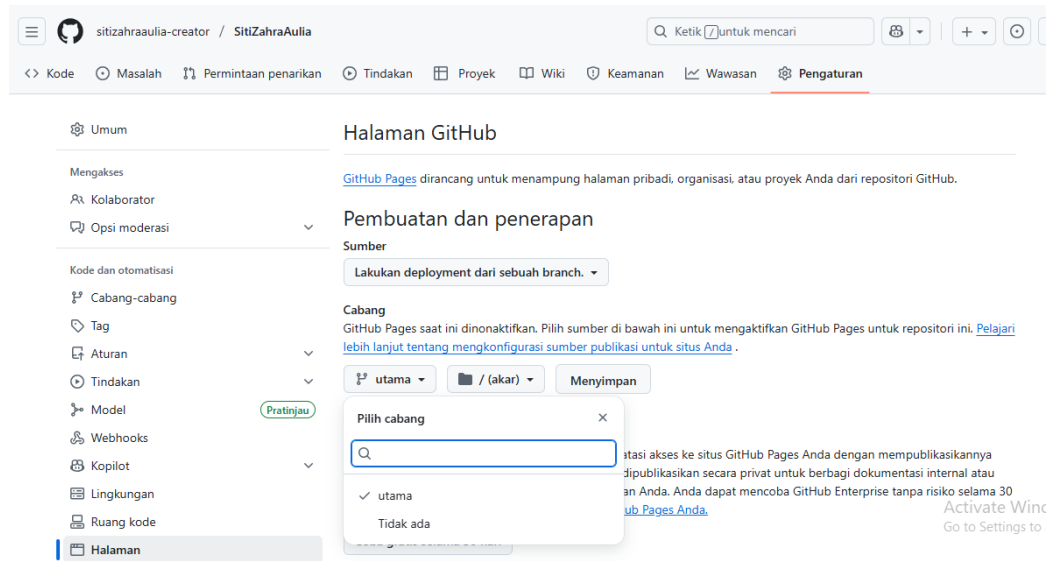 sitizahraaulia-creator / SitiZahraAulia
Ketik / untuk mencari
Kode Masalah Permintaan penarikan Tindakan Proyek Wiki Keamanan Wawasan Pengaturan
Umum
Mengakses
Kolaborator
Opsi moderasi
Kode dan otomatisasi
Cabang-cabang
Tag
Aturan
Tindakan
Model Pratinjau
Webhooks
Kopilot
Lingkungan
Ruang kode
Halaman
Halaman GitHub
GitHub Pages dirancang untuk menampung halaman pribadi, organisasi, atau proyek Anda dari repositori GitHub.
Pembuatan dan penerapan
Sumber
Lakukan deployment dari sebuah branch.
Cabang
GitHub Pages saat ini dinonaktifkan. Pilih sumber di bawah ini untuk mengaktifkan GitHub Pages untuk repositori ini. Pelajari
lebih lanjut tentang mengkonfigurasi sumber publikasi untuk situs Anda .
utama / (akar) Menyimpan
Pilih cabang
utama
Tidak ada
atasi akses ke situs GitHub Pages Anda dengan mempublikasikannya
dipublikasikan secara privat untuk berbagi dokumentasi internal atau
an Anda. Anda dapat mencoba GitHub Enterprise tanpa risiko selama 30
ub Pages Anda.
Activate Wind
Go to Settings to